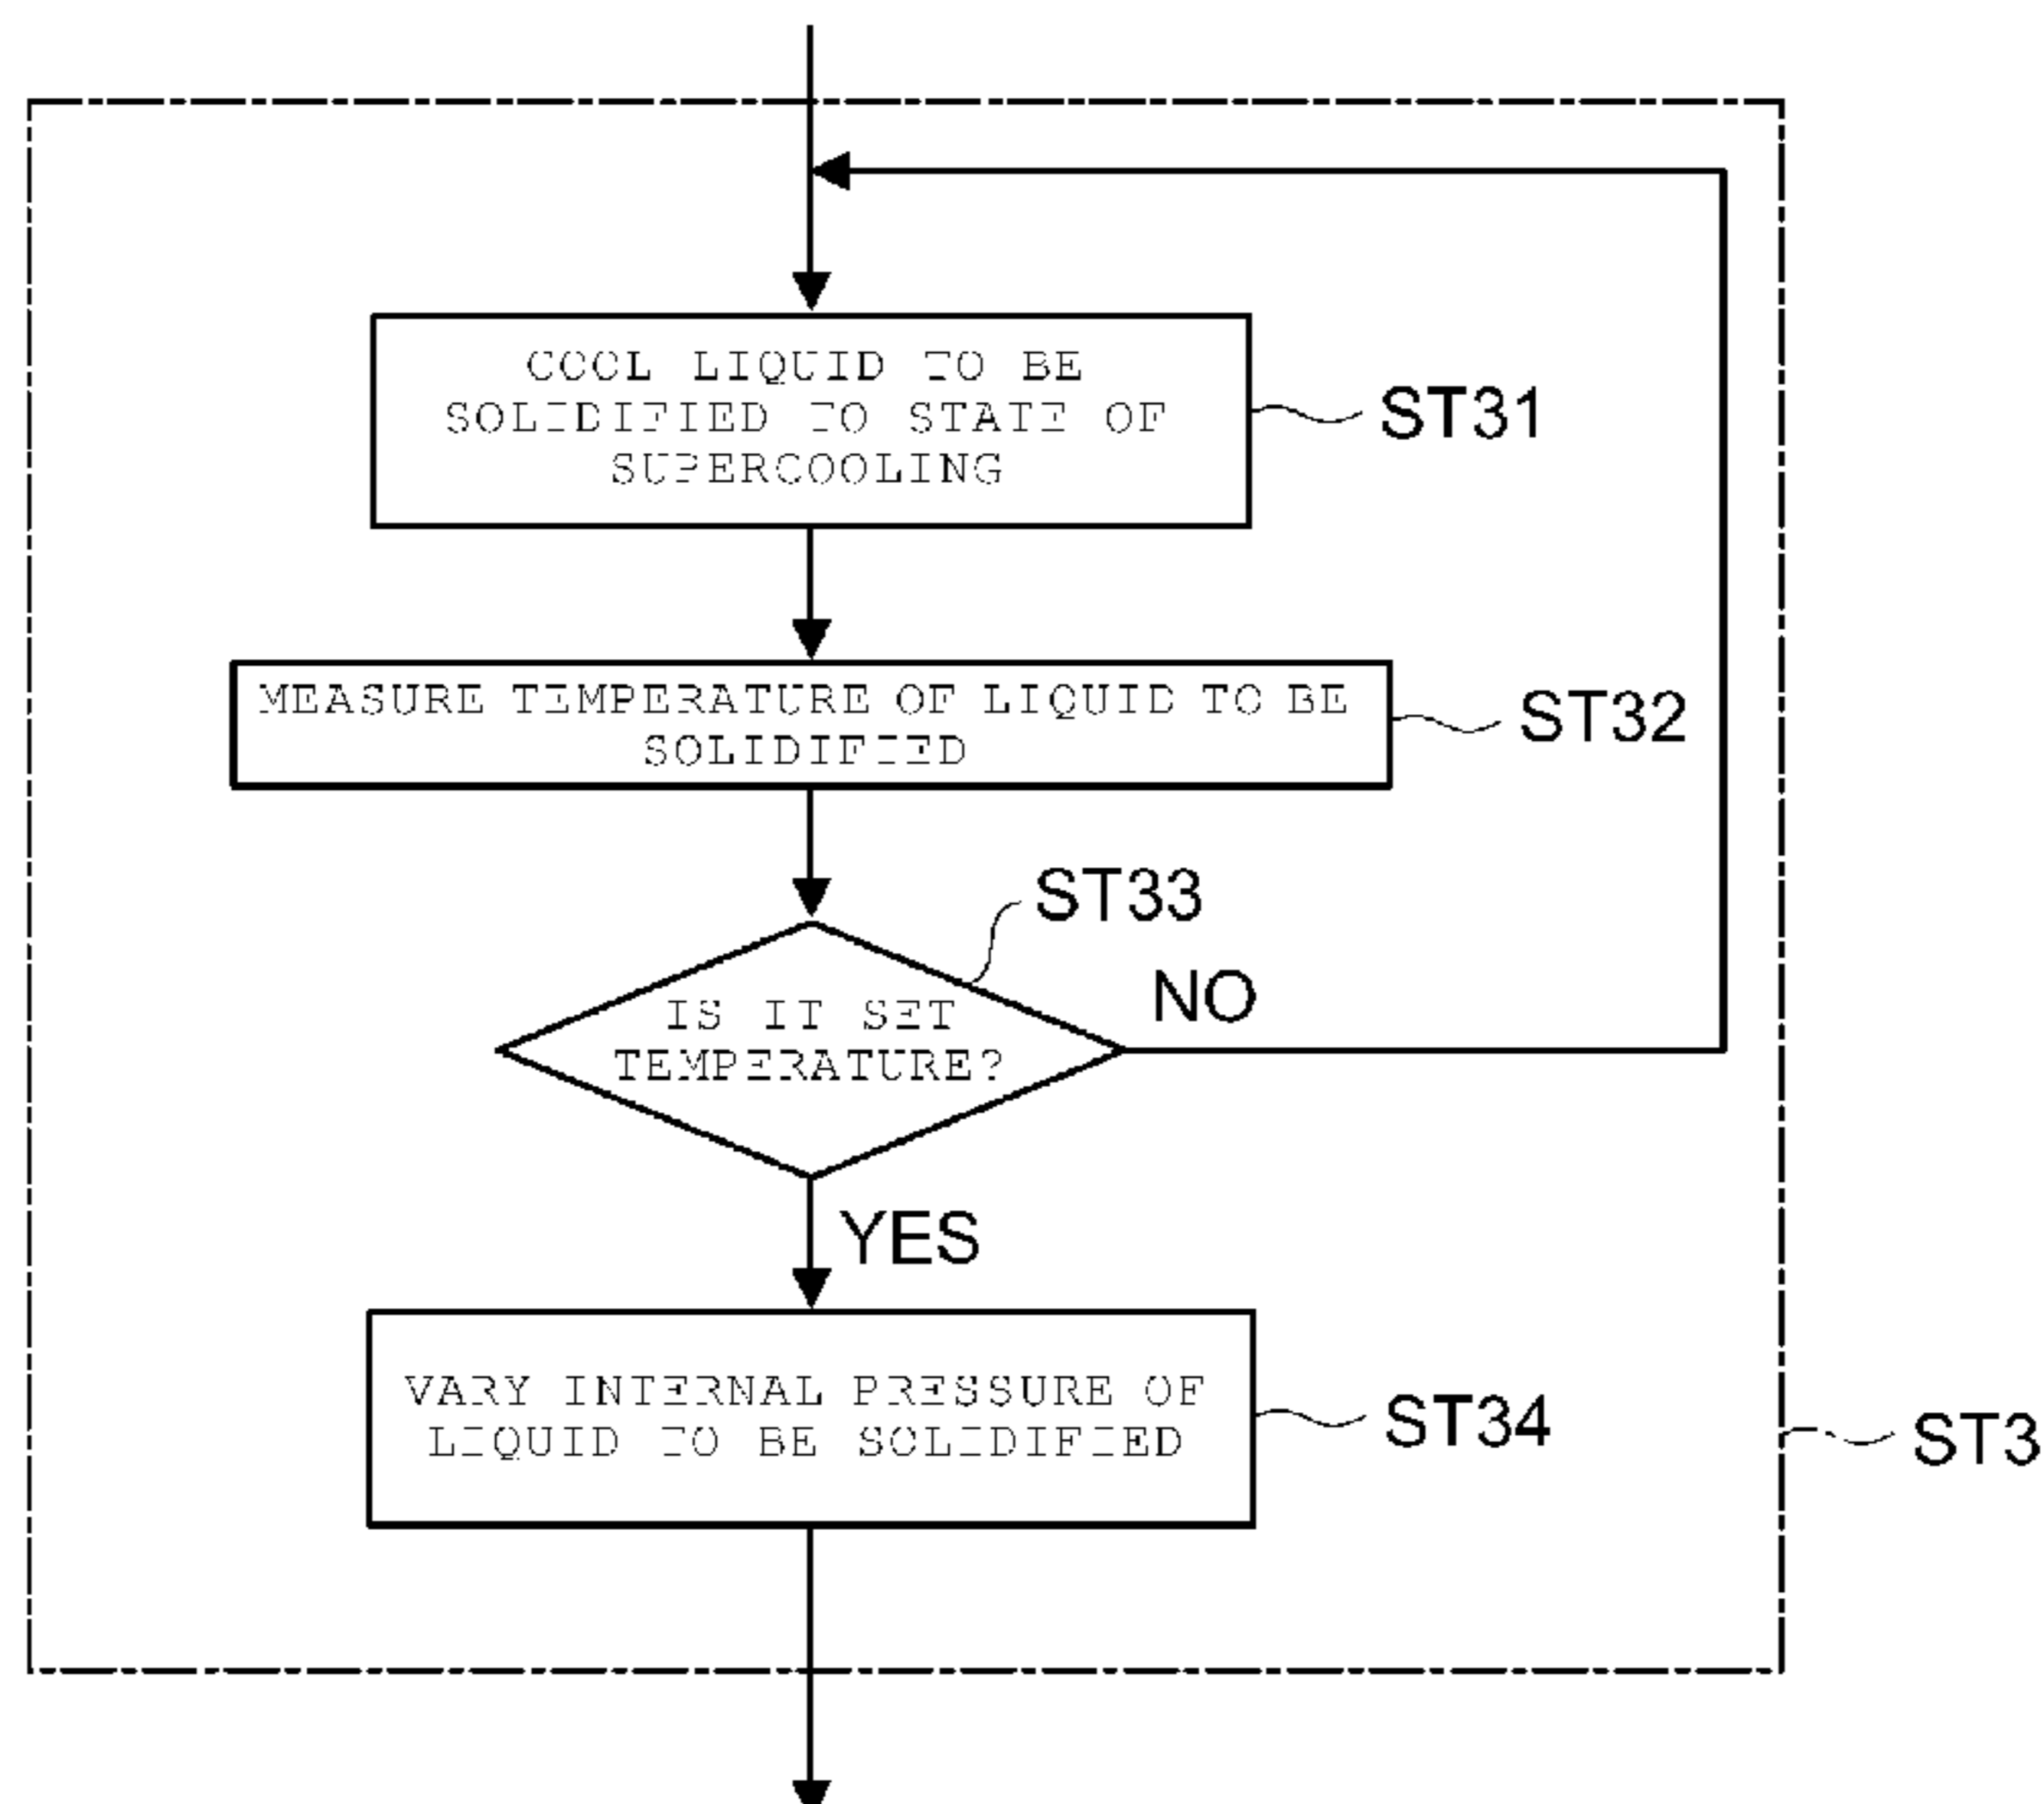 COOL LIQUID TO BE
SOLIDIFIED TO STATE OF
SUPERCOOLING
ST31
MEASURE TEMPERATURE OF LIQUID TO BE
SOLIDIFIED
ST32
ST33
IS IT SET
TEMPERATURE?
NO
YES
VARY INTERNAL PRESSURE OF
LIQUID TO BE SOLIDIFIED
ST34
ST3